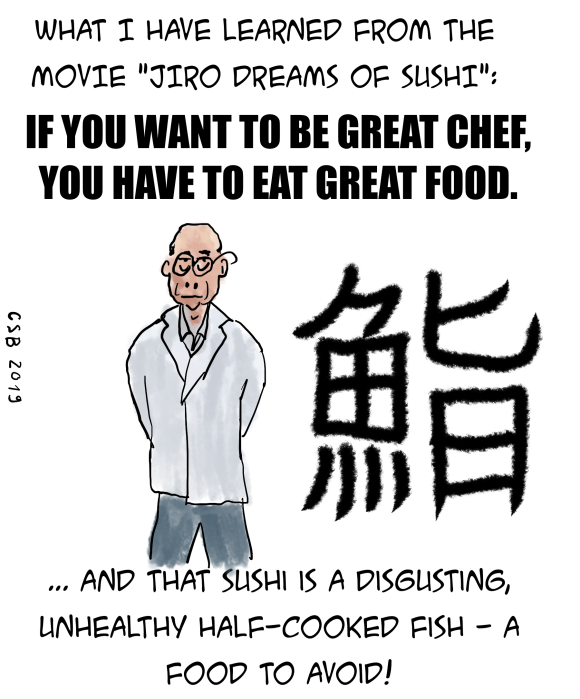 WHAT I HAVE LEARNED FROM THE
MOVIE "JIRO DREAMS OF SUSHI":
IF YOU WANT TO BE GREAT CHEF,
YOU HAVE TO EAT GREAT FOOD.
鮨
GSB 2019
... AND THAT SUSHI IS A DISGUSTING,
UNHEALTHY HALF-COOKED FISH - A
FOOD TO AVOID!